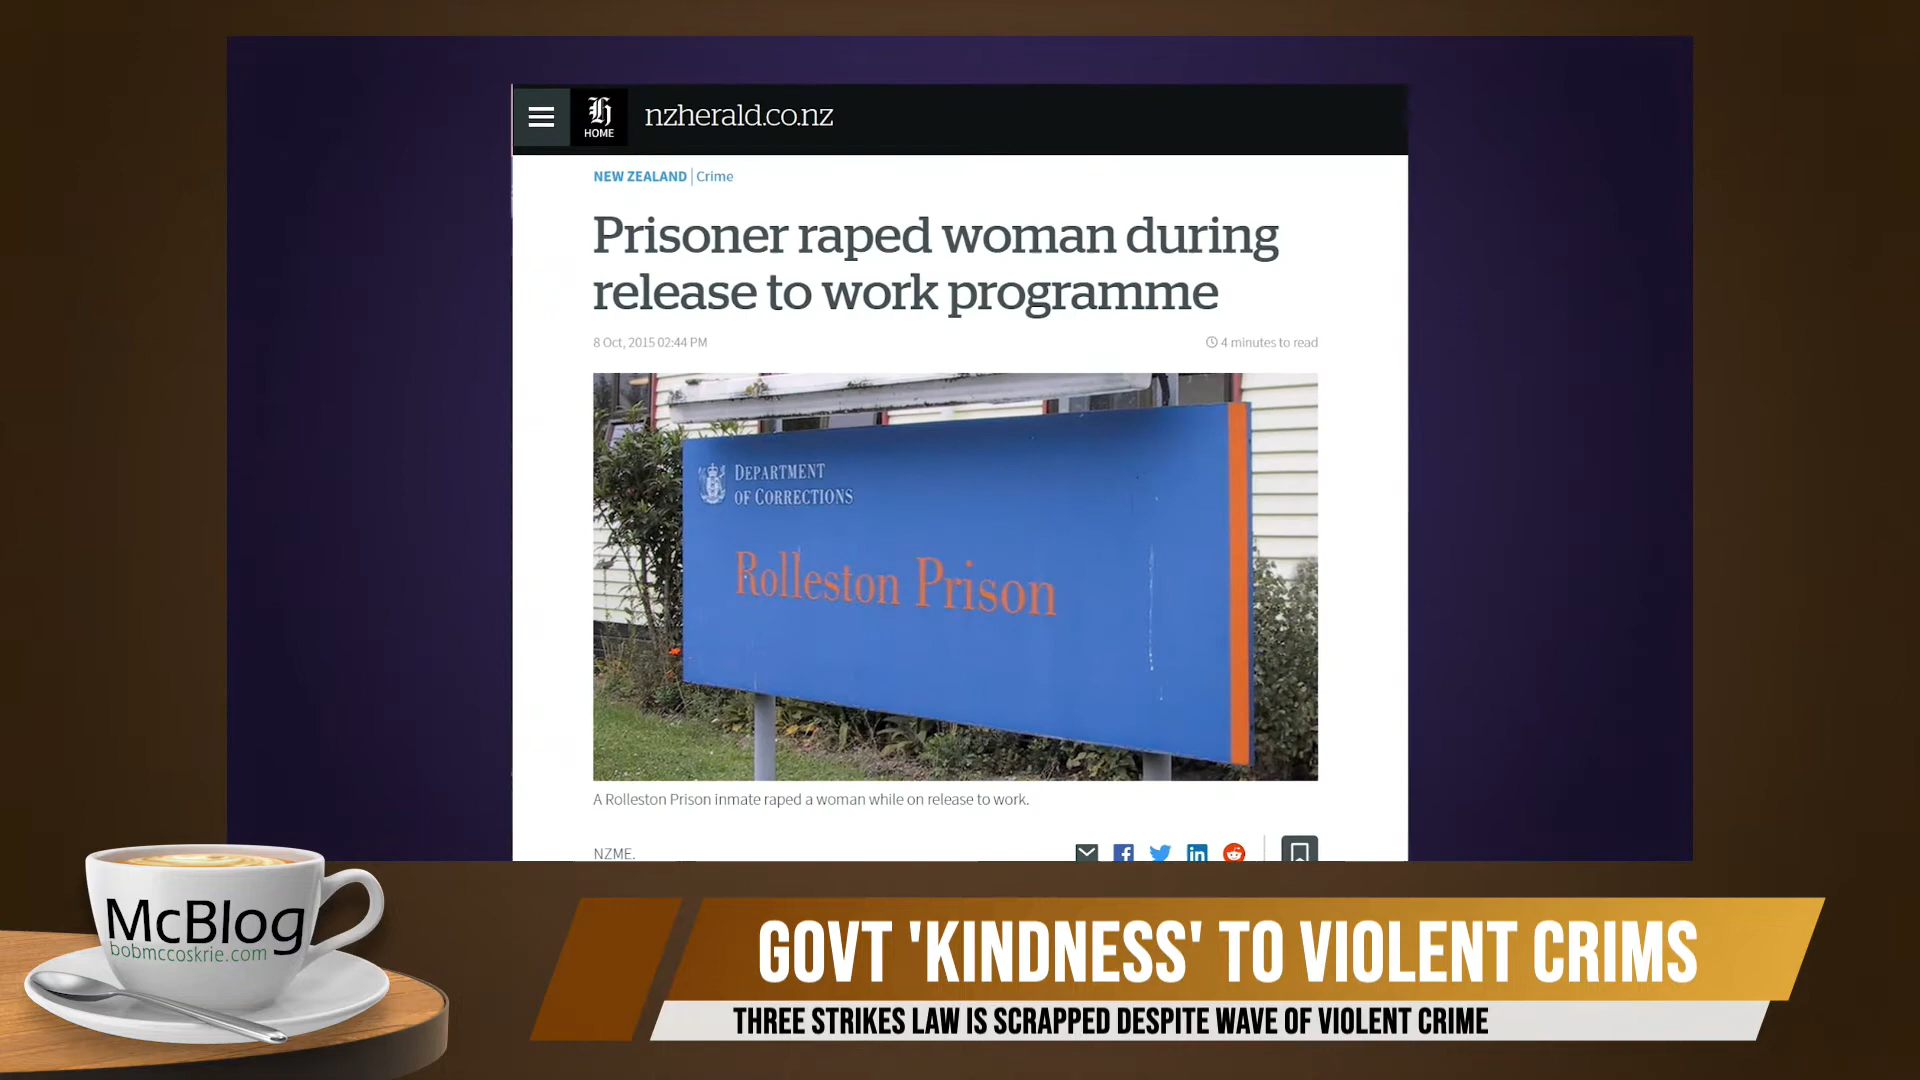 HOME
nzherald.co.nz
NEW ZEALAND | Crime
Prisoner raped woman during
release to work programme
8 Oct, 2015 02:44 PM
4 minutes to read
DEPARTMENT
OF CORRECTIONS
Rolleston Prison
A Rolleston Prison inmate raped a woman while on release to work.
NZME.
McBlog
bobmccoskrie.com
GOVT 'KINDNESS' TO VIOLENT CRIMS
THREE STRIKES LAW IS SCRAPPED DESPITE WAVE OF VIOLENT CRIME